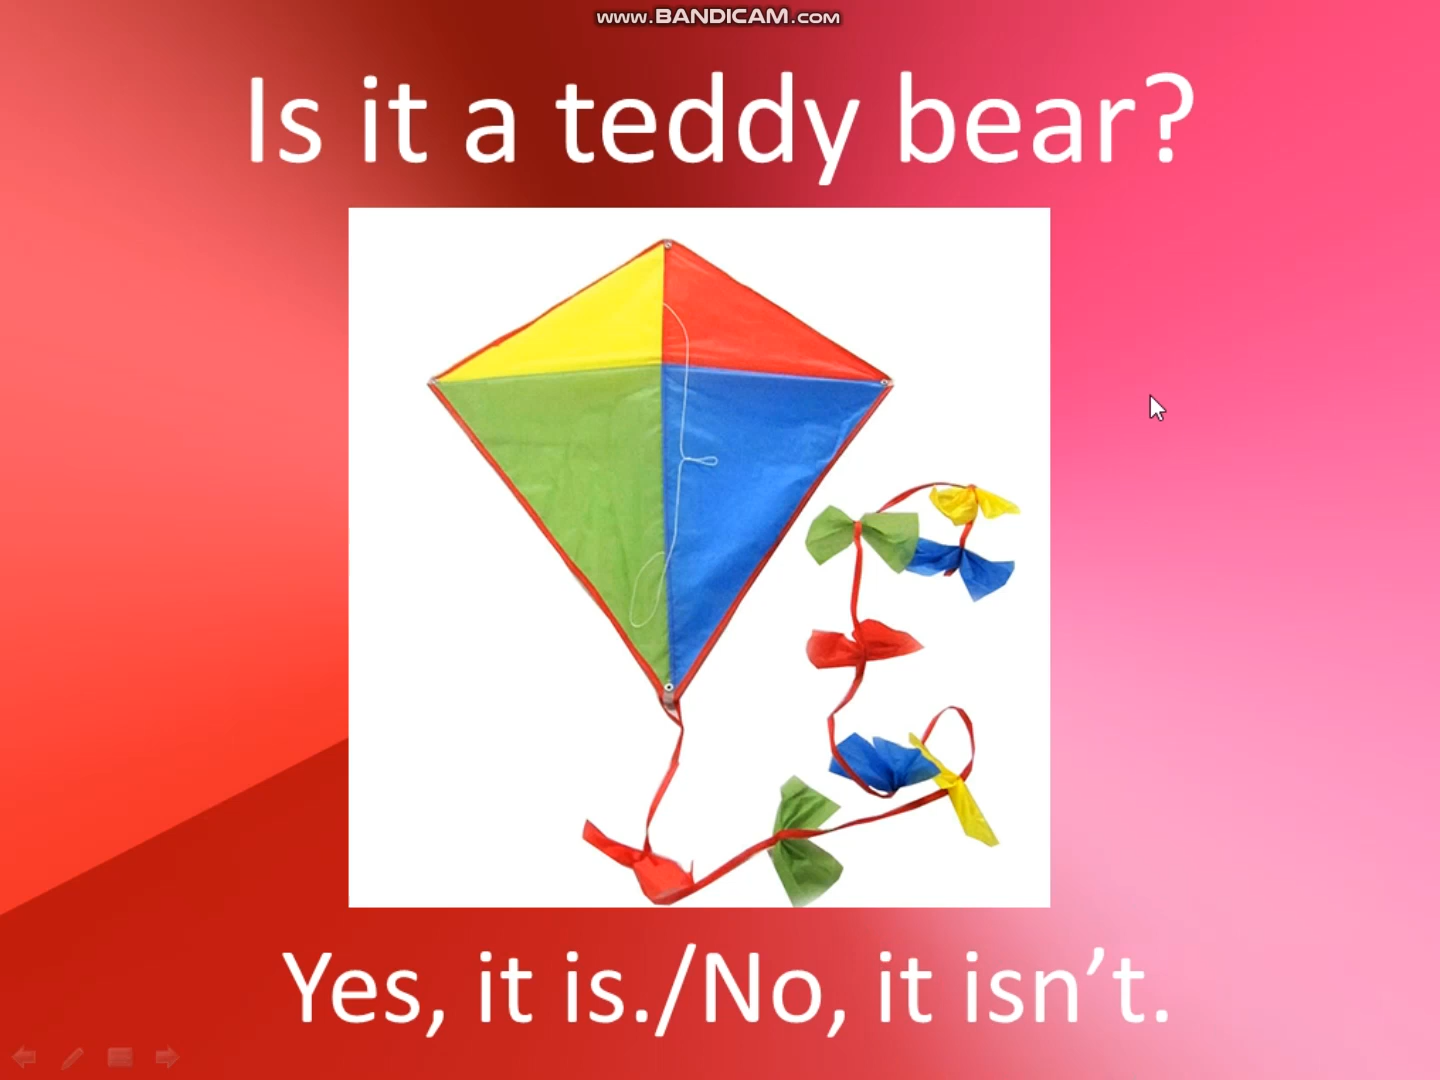 www.BANDICAM.com
Is it a teddy bear?
Yes, it is./No, it isn’t.